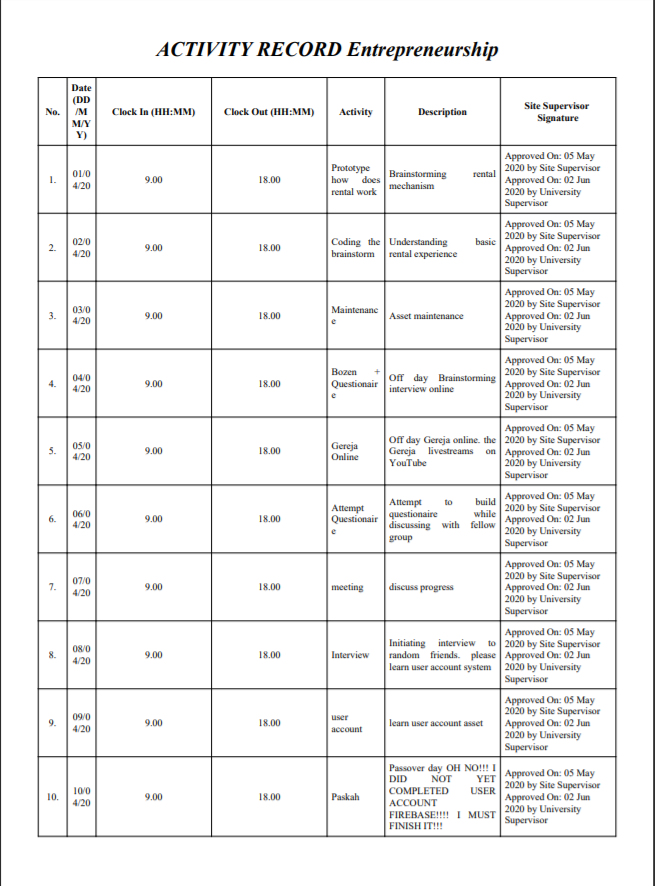 ACTIVITY RECORD Entrepreneurship
No.
Date
(DD
/M
M/Y
Y)
Clock In (HH:MM)
Clock Out (HH:MM)
Activity
Description
Site Supervisor
Signature
1.
01/0
4/20
9.00
18.00
Prototype
how does
rental work
Brainstorming rental
mechanism
Approved On: 05 May
2020 by Site Supervisor
Approved On: 02 Jun
2020 by University
Supervisor
2.
02/0
4/20
9.00
18.00
Coding the
brainstorm
Understanding basic
rental experience
Approved On: 05 May
2020 by Site Supervisor
Approved On: 02 Jun
2020 by University
Supervisor
3.
03/0
4/20
9.00
18.00
Maintenanc
e
Asset maintenance
Approved On: 05 May
2020 by Site Supervisor
Approved On: 02 Jun
2020 by University
Supervisor
4.
04/0
4/20
9.00
18.00
Bozen +
Questionair
e
Off day Brainstorming
interview online
Approved On: 05 May
2020 by Site Supervisor
Approved On: 02 Jun
2020 by University
Supervisor
5.
05/0
4/20
9.00
18.00
Gereja
Online
Off day Gereja online. the
Gereja livestreams on
YouTube
Approved On: 05 May
2020 by Site Supervisor
Approved On: 02 Jun
2020 by University
Supervisor
6.
06/0
4/20
9.00
18.00
Attempt
Questionair
e
Attempt to build
questionaire while
discussing with fellow
group
Approved On: 05 May
2020 by Site Supervisor
Approved On: 02 Jun
2020 by University
Supervisor
7.
07/0
4/20
9.00
18.00
meeting
discuss progress
Approved On: 05 May
2020 by Site Supervisor
Approved On: 02 Jun
2020 by University
Supervisor
8.
08/0
4/20
9.00
18.00
Interview
Initiating interview to
random friends. please
learn user account system
Approved On: 05 May
2020 by Site Supervisor
Approved On: 02 Jun
2020 by University
Supervisor
9.
09/0
4/20
9.00
18.00
user
account
learn user account asset
Approved On: 05 May
2020 by Site Supervisor
Approved On: 02 Jun
2020 by University
Supervisor
10.
10/0
4/20
9.00
18.00
Paskah
Passover day OH NO!!! I
DID NOT YET
COMPLETED USER
ACCOUNT
FIREBASE!!!! I MUST
FINISH IT!!!
Approved On: 05 May
2020 by Site Supervisor
Approved On: 02 Jun
2020 by University
Supervisor